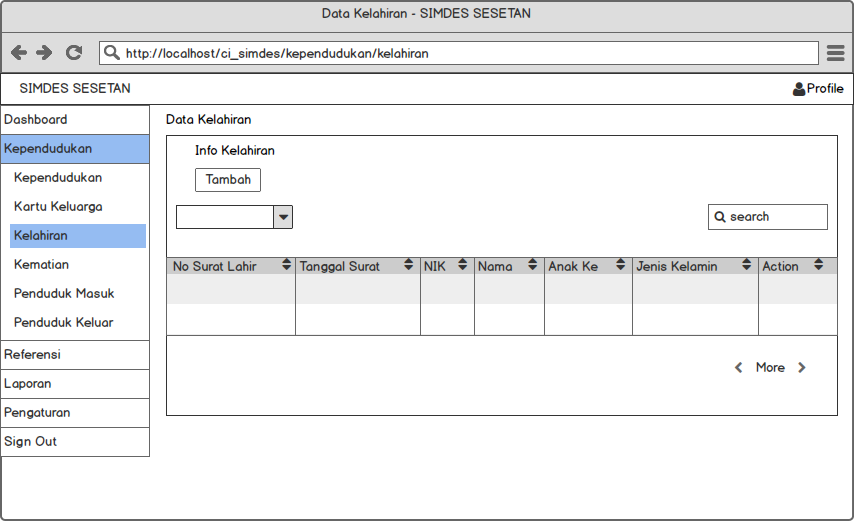 Data Kelahiran - SIMDES SESETAN
http://localhost/ci_simdes/kependudukan/kelahiran
SIMDES SESETAN
Profile
Dashboard
Kependudukan
Kependudukan
Kartu Keluarga
Kelahiran
Kematian
Penduduk Masuk
Penduduk Keluar
Referensi
Laporan
Pengaturan
Sign Out
Data Kelahiran
Info Kelahiran
Tambah
search
No Surat Lahir Tanggal Surat NIK Nama Anak Ke Jenis Kelamin Action
More